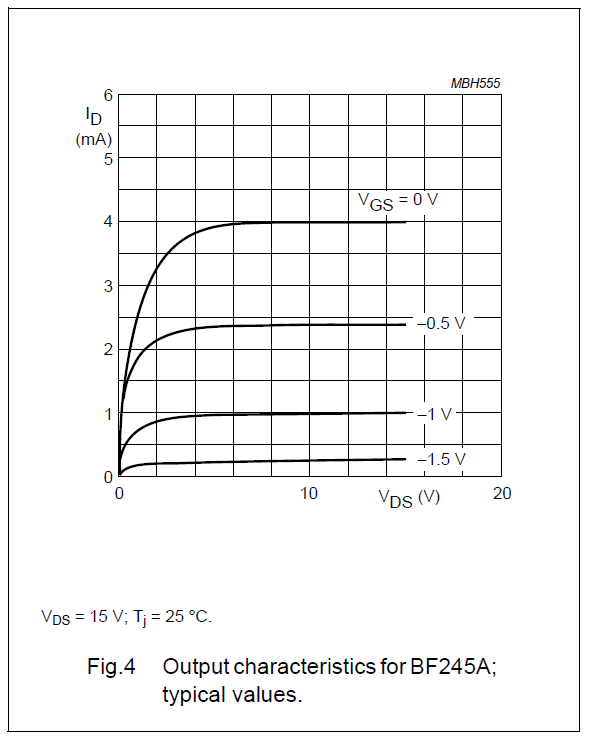 MBH555
6
I_D
(mA)
5
V_GS = 0 V
4
3
–0.5 V
2
1
–1 V
–1.5 V
0
0
10
V_DS (V)
20
V_DS = 15 V; T_j = 25 °C.
Fig.4 Output characteristics for BF245A;
typical values.